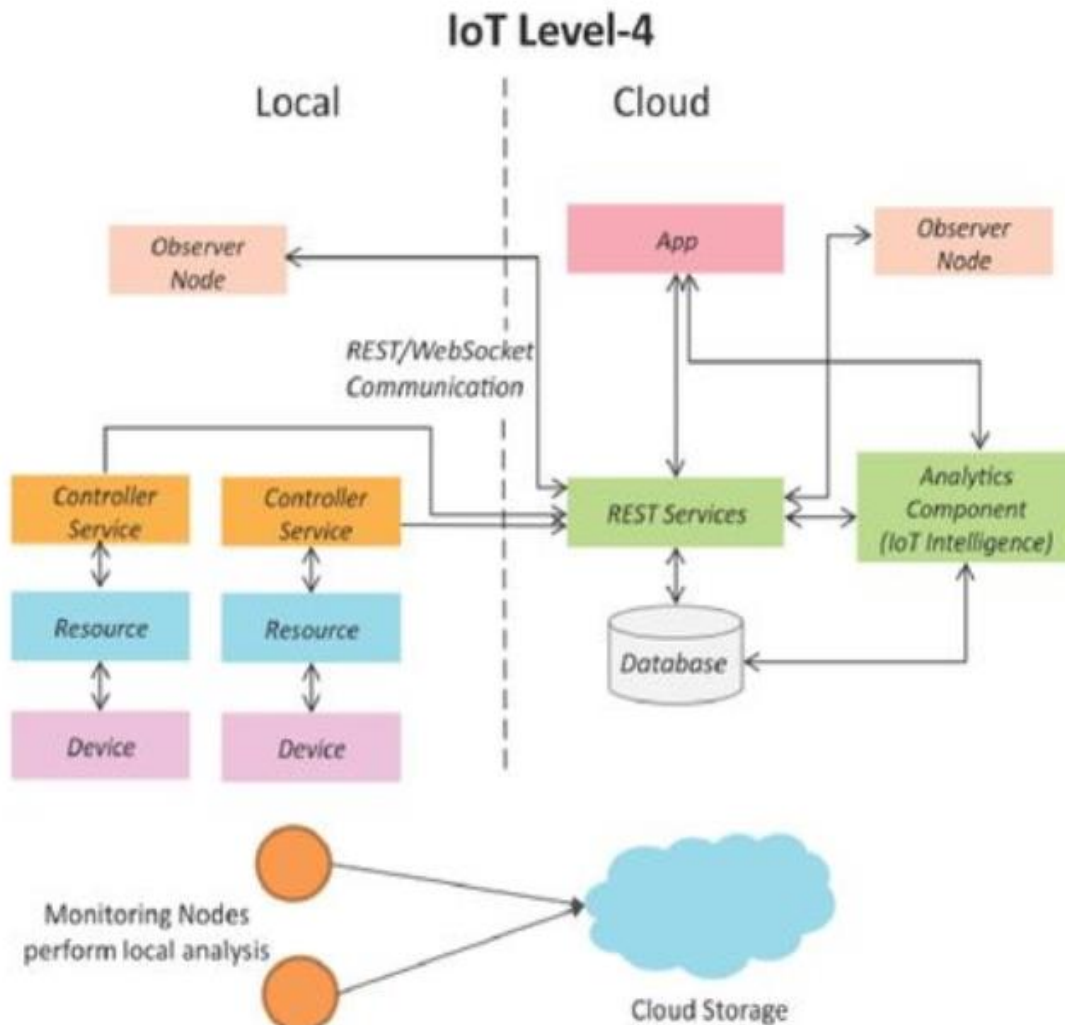 IoT Level-4
Local
Cloud
Observer
Node
App
Observer
Node
REST/WebSocket
Communication
Controller
Service
Controller
Service
REST Services
Analytics
Component
(IoT Intelligence)
Resource
Resource
Database
Device
Device
Monitoring Nodes
perform local analysis
Cloud Storage